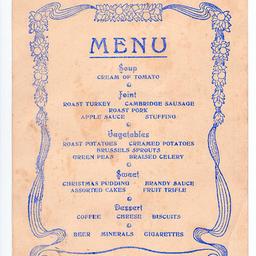 MENU
Soup
CREAM OF TOMATO
Joint
ROAST TURKEY CAMBRIDGE SAUSAGE
ROAST PORK
APPLE SAUCE STUFFING
Vagetables
ROAST POTATOES CREAMED POTATOES
BRUSSELS SPROUTS
GREEN PEAS BRAISED CELERY
Sweet
CHRISTMAS PUDDING BRANDY SAUCE
ASSORTED CAKES FRUIT TRIFLE
Dessert
COFFEE CHEESE BISCUITS
BEER MINERALS CIGARETTES